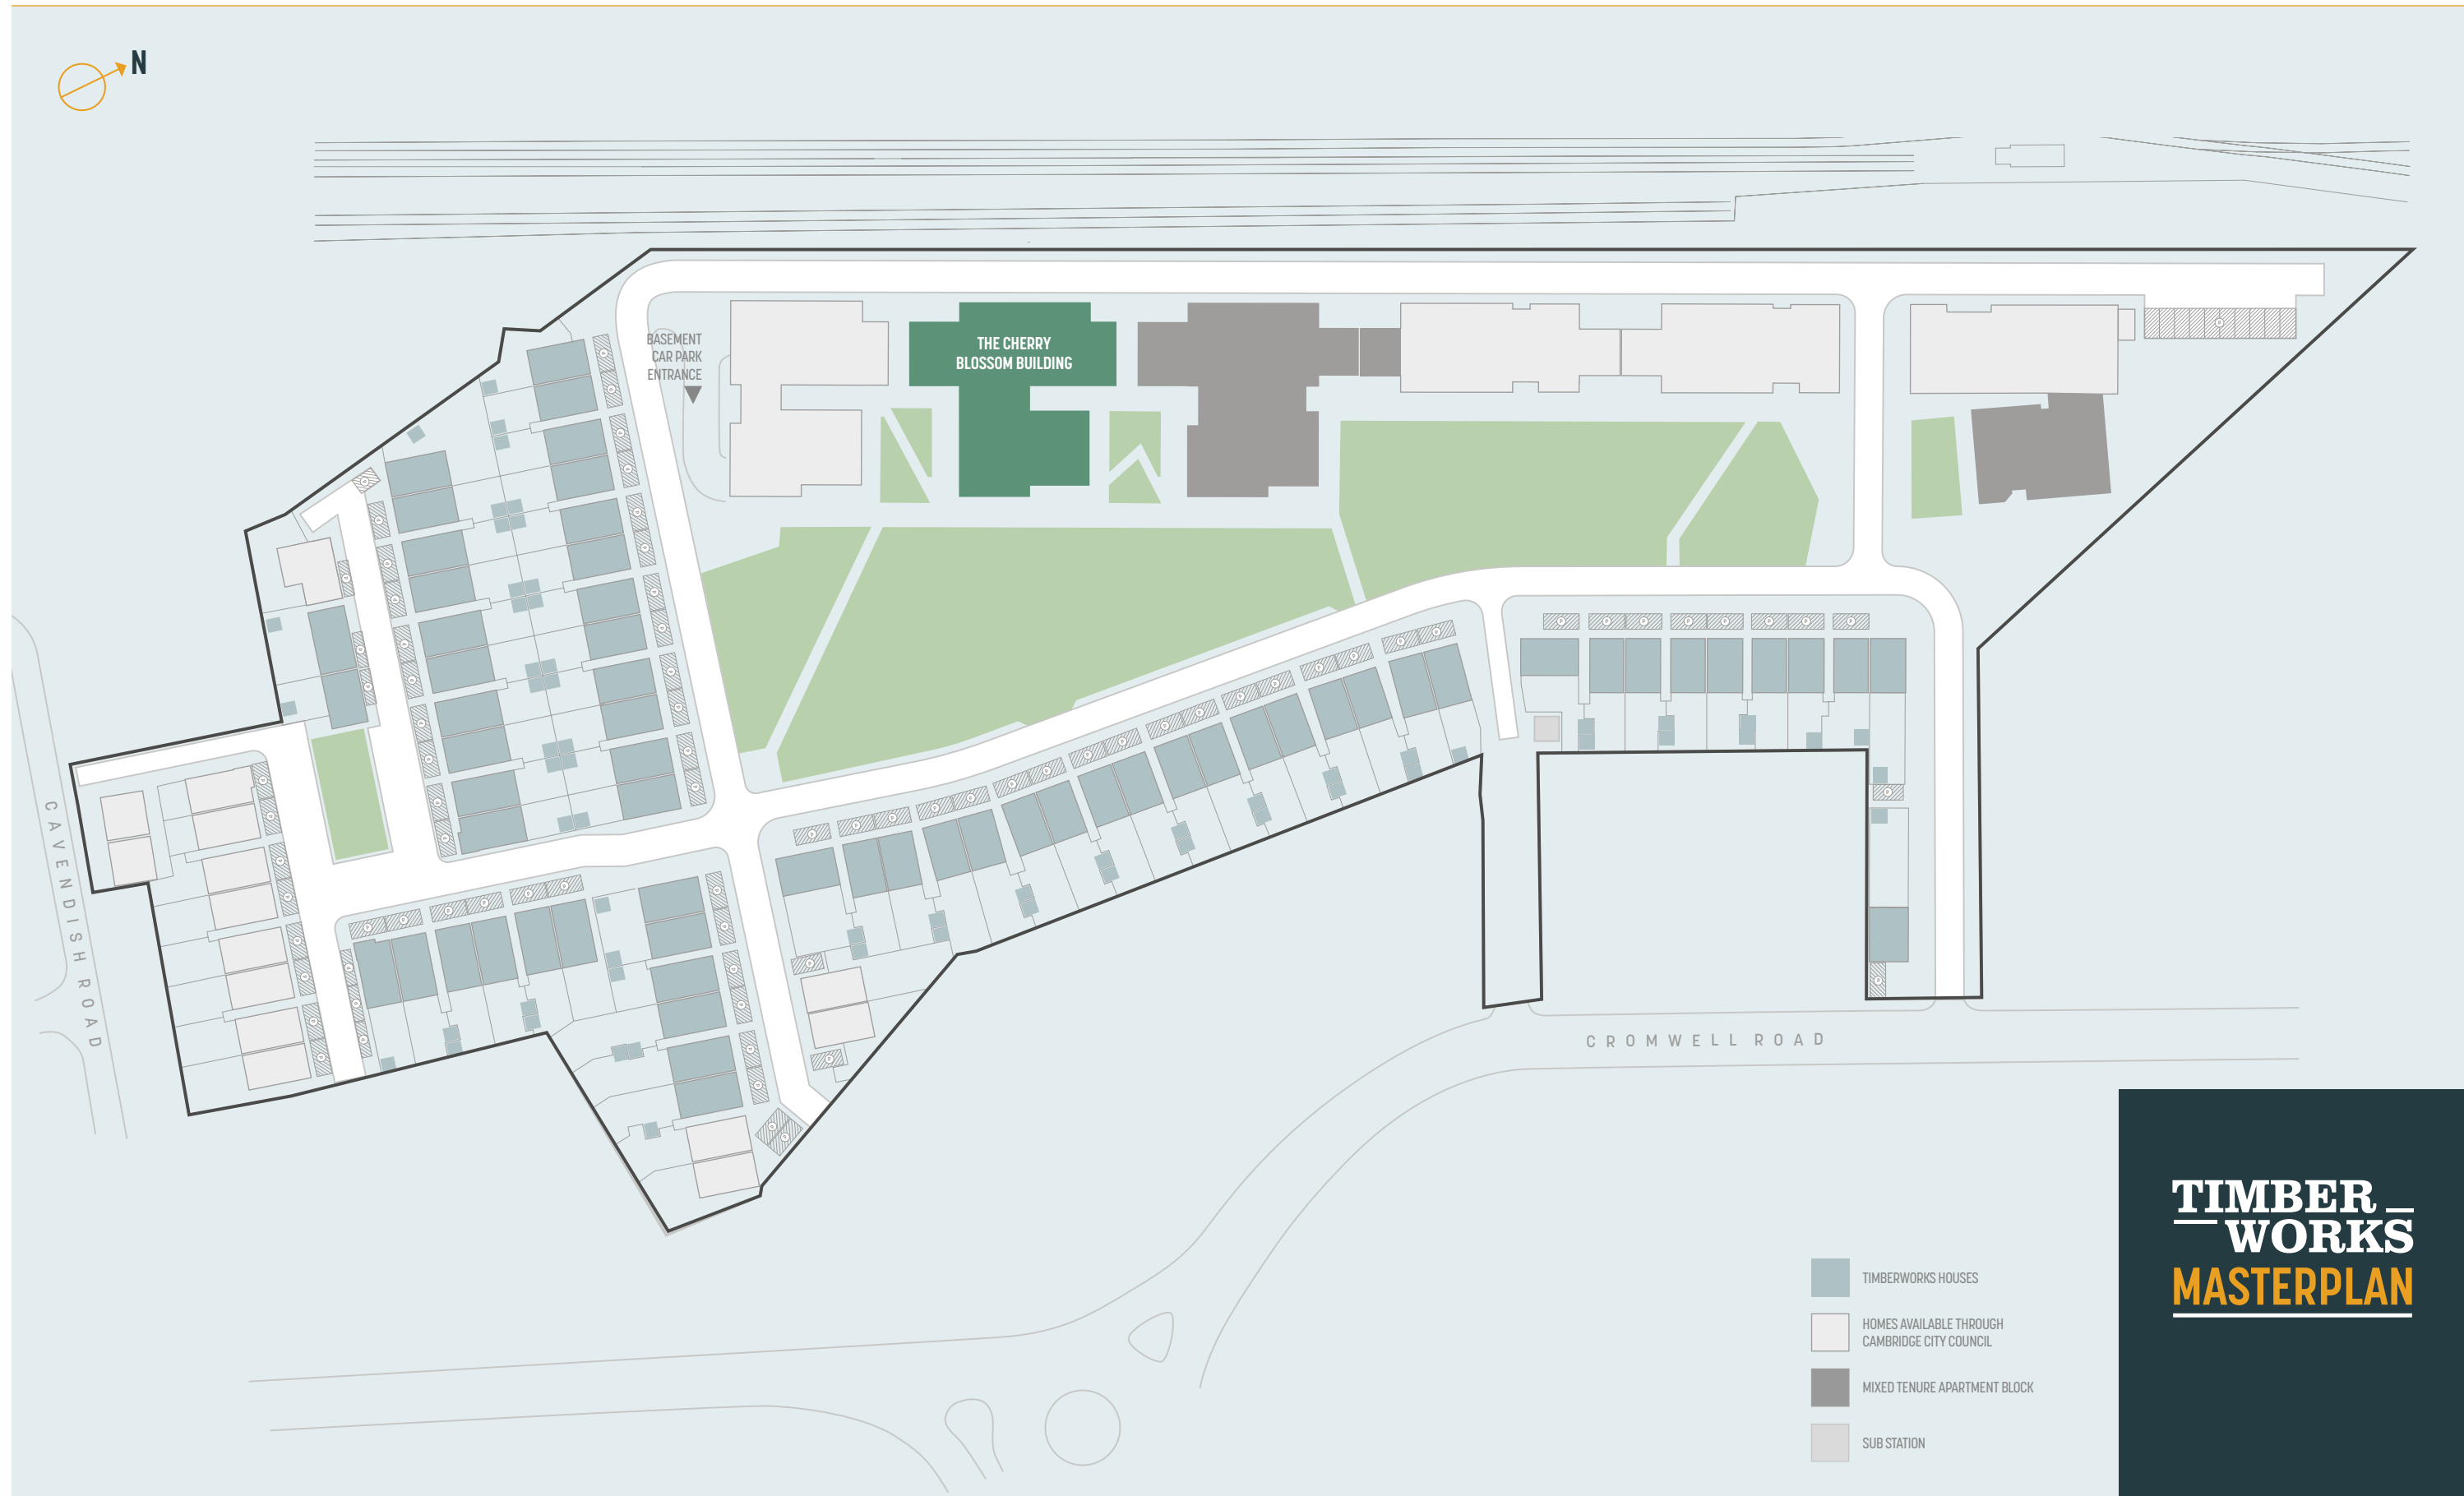 N
BASEMENT
CAR PARK
ENTRANCE
THE CHERRY
BLOSSOM BUILDING
CAVENDISH ROAD
CROMWELL ROAD
TIMBERWORKS HOUSES
HOMES AVAILABLE THROUGH
CAMBRIDGE CITY COUNCIL
MIXED TENURE APARTMENT BLOCK
SUB STATION
TIMBER
WORKS
MASTERPLAN